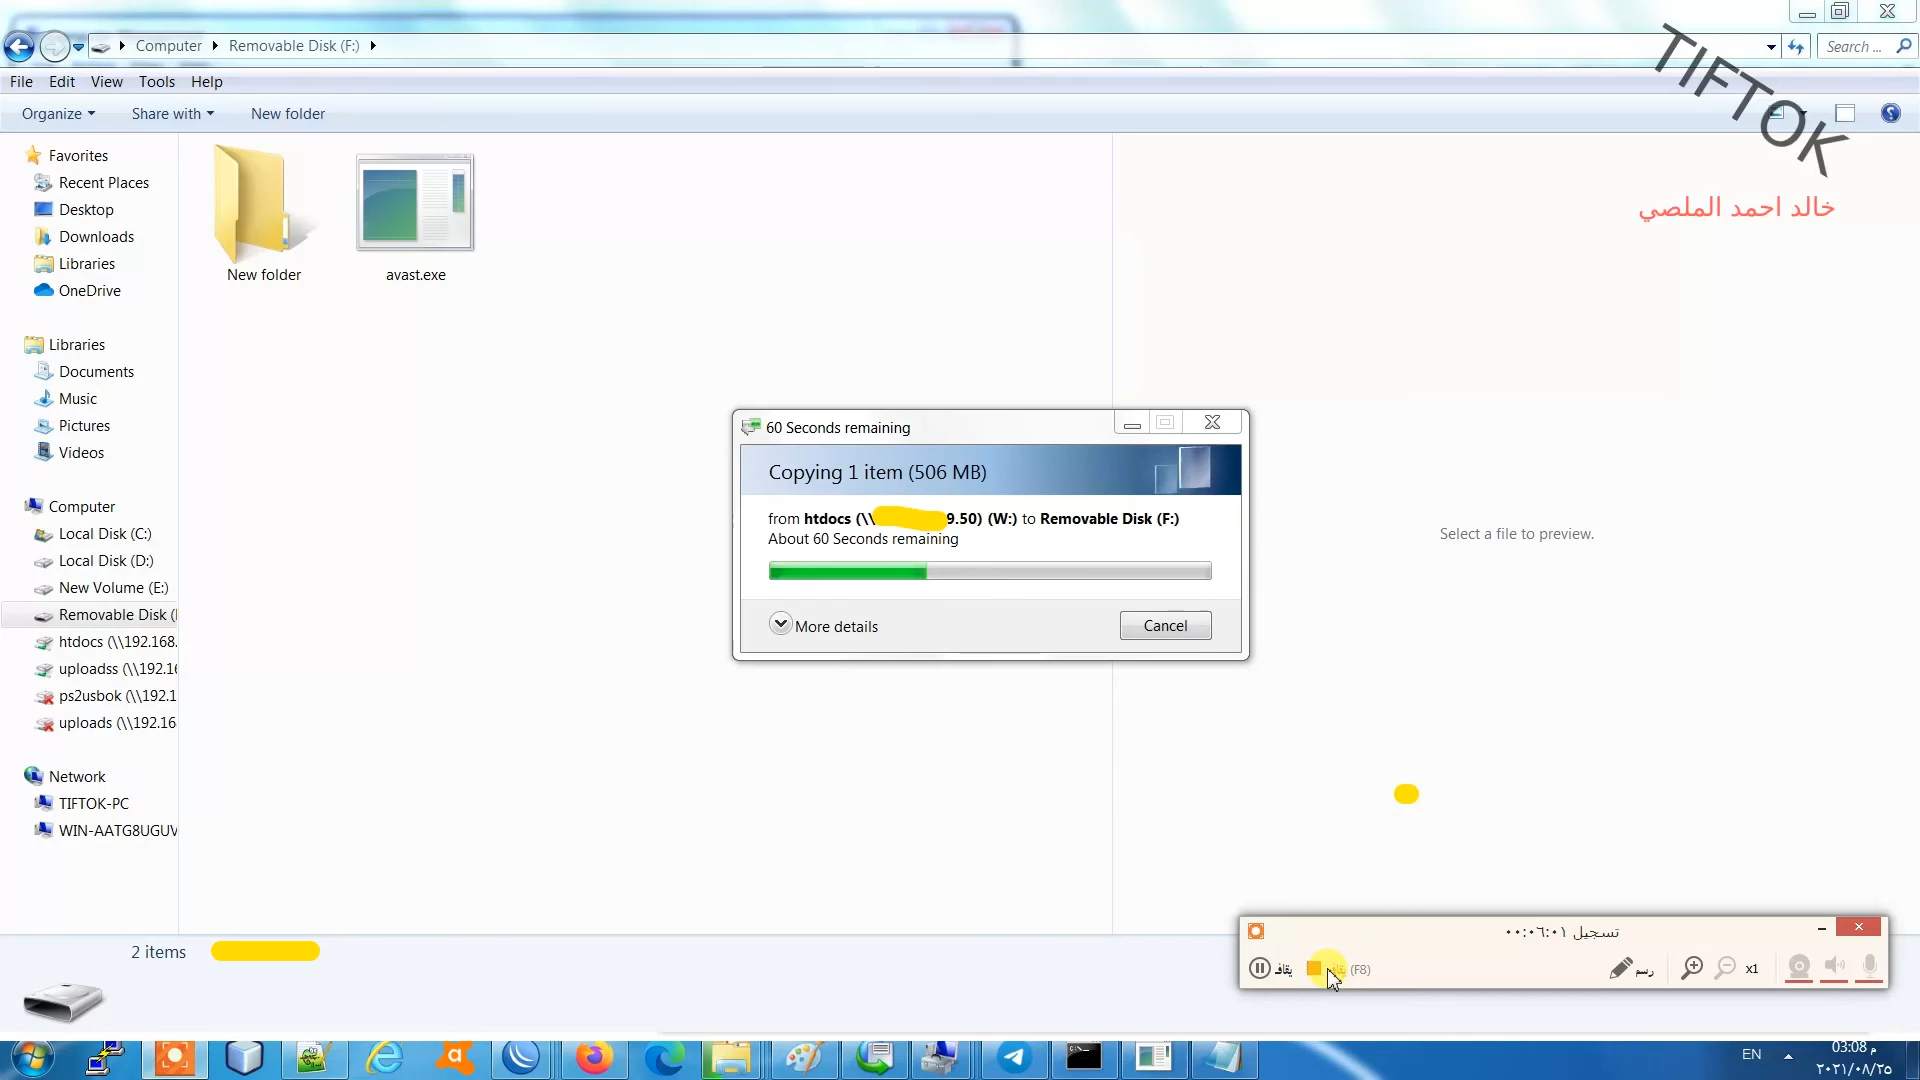 Computer
Removable Disk (F:)
Search ...
File Edit View Tools Help
Organize
Share with
New folder
TIFTOK
خالد احمد الملصي
Favorites
Recent Places
Desktop
Downloads
Libraries
OneDrive
Libraries
Documents
Music
Pictures
Videos
Computer
Local Disk (C:)
Local Disk (D:)
New Volume (E:)
Removable Disk (
htdocs (\\192.168.
uploadss (\\192.16
ps2usbok (\\192.1
uploads (\\192.16
Network
TIFTOK-PC
WIN-AATG8UGUV
New folder
avast.exe
60 Seconds remaining
Copying 1 item (506 MB)
from htdocs (\\ 9.50) (W:) to Removable Disk (F:)
About 60 Seconds remaining
More details
Cancel
Select a file to preview.
2 items
تسجيل ٠٠:٠٦:٠١
(F8)
رسم
x1
EN
03:08 م
٢٠٢١/٠٨/٢٥